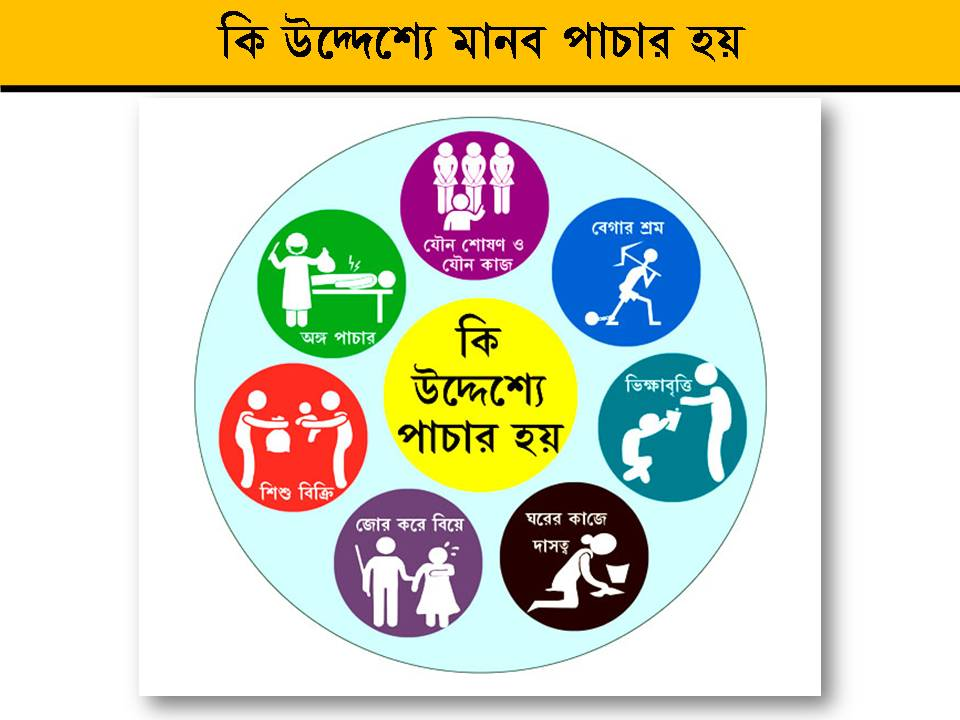 কি উদ্দেশ্যে মানব পাচার হয়
যৌন শোষণ ও
যৌন কাজ
বেগার শ্রম
ভিক্ষাবৃত্তি
ঘরের কাজে
দাসত্ব
জোর করে বিয়ে
শিশু বিক্রি
অঙ্গ পাচার
কি
উদ্দেশ্যে
পাচার হয়